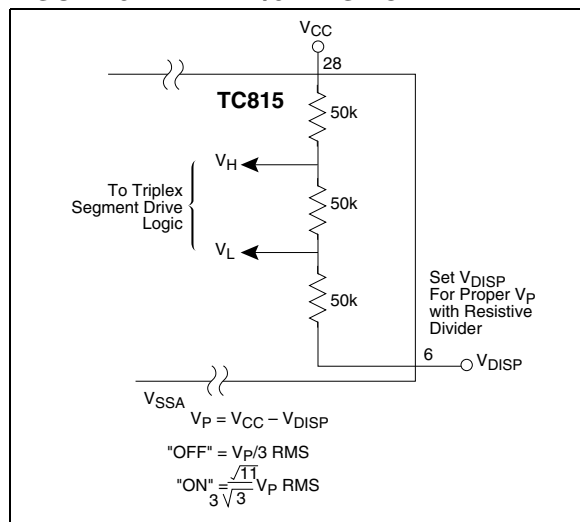 VCC
28
TC815
50k
VH
To Triplex
Segment Drive
Logic
50k
VL
50k
Set VDISP
For Proper VP
with Resistive
Divider
6
VDISP
VSSA
VP = VCC – VDISP
"OFF" = VP/3 RMS
"ON" = √11 / 3√3 VP RMS